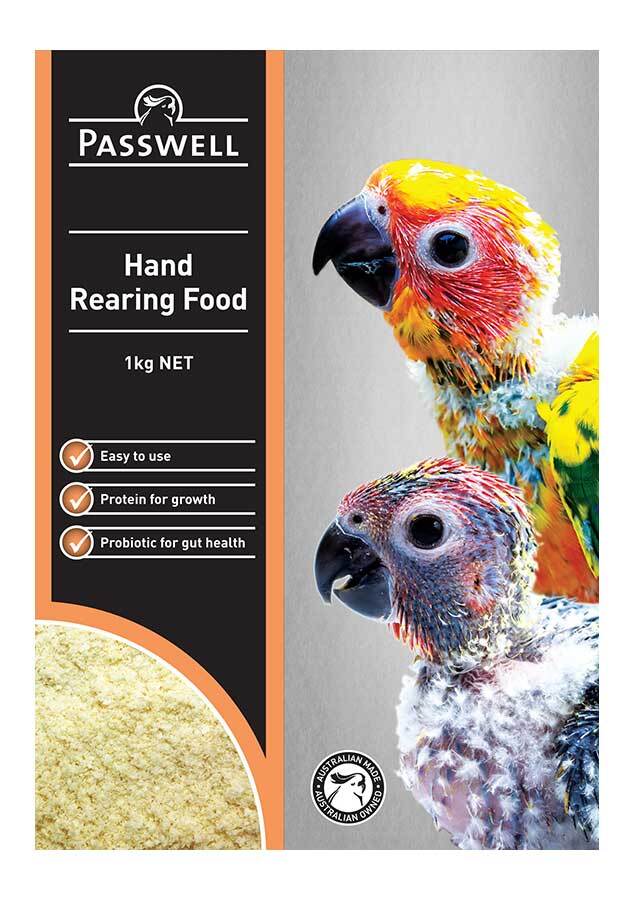 PASSWELL
Hand
Rearing Food
1kg NET
Easy to use
Protein for growth
Probiotic for gut health
AUSTRALIAN MADE
AUSTRALIAN OWNED